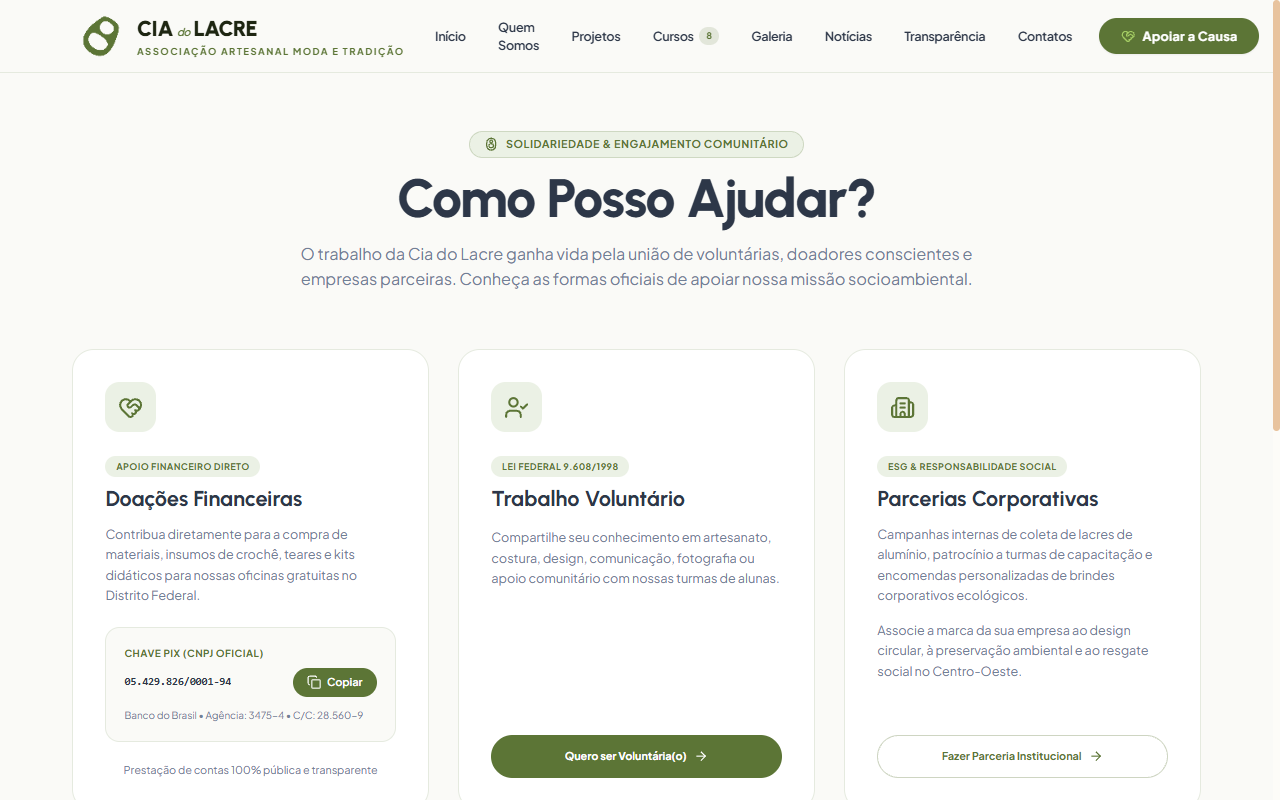 CIA do LACRE
ASSOCIAÇÃO ARTESANAL MODA E TRADIÇÃO
Início
Quem
Somos
Projetos
Cursos 8
Galeria
Notícias
Transparência
Contatos
Apoiar a Causa
SOLIDARIEDADE & ENGAJAMENTO COMUNITÁRIO
Como Posso Ajudar?
O trabalho da Cia do Lacre ganha vida pela união de voluntárias, doadores conscientes e
empresas parceiras. Conheça as formas oficiais de apoiar nossa missão socioambiental.
APOIO FINANCEIRO DIRETO
Doações Financeiras
Contribua diretamente para a compra de
materiais, insumos de crochê, teares e kits
didáticos para nossas oficinas gratuitas no
Distrito Federal.
CHAVE PIX (CNPJ OFICIAL)
05.429.826/0001-94
Copiar
Banco do Brasil • Agência: 3475-4 • C/C: 28.560-9
Prestação de contas 100% pública e transparente
LEI FEDERAL 9.608/1998
Trabalho Voluntário
Compartilhe seu conhecimento em artesanato,
costura, design, comunicação, fotografia ou
apoio comunitário com nossas turmas de alunas.
Quero ser Voluntária(o)
ESG & RESPONSABILIDADE SOCIAL
Parcerias Corporativas
Campanhas internas de coleta de lacres de
alumínio, patrocínio a turmas de capacitação e
encomendas personalizadas de brindes
corporativos ecológicos.
Associe a marca da sua empresa ao design
circular, à preservação ambiental e ao resgate
social no Centro-Oeste.
Fazer Parceria Institucional